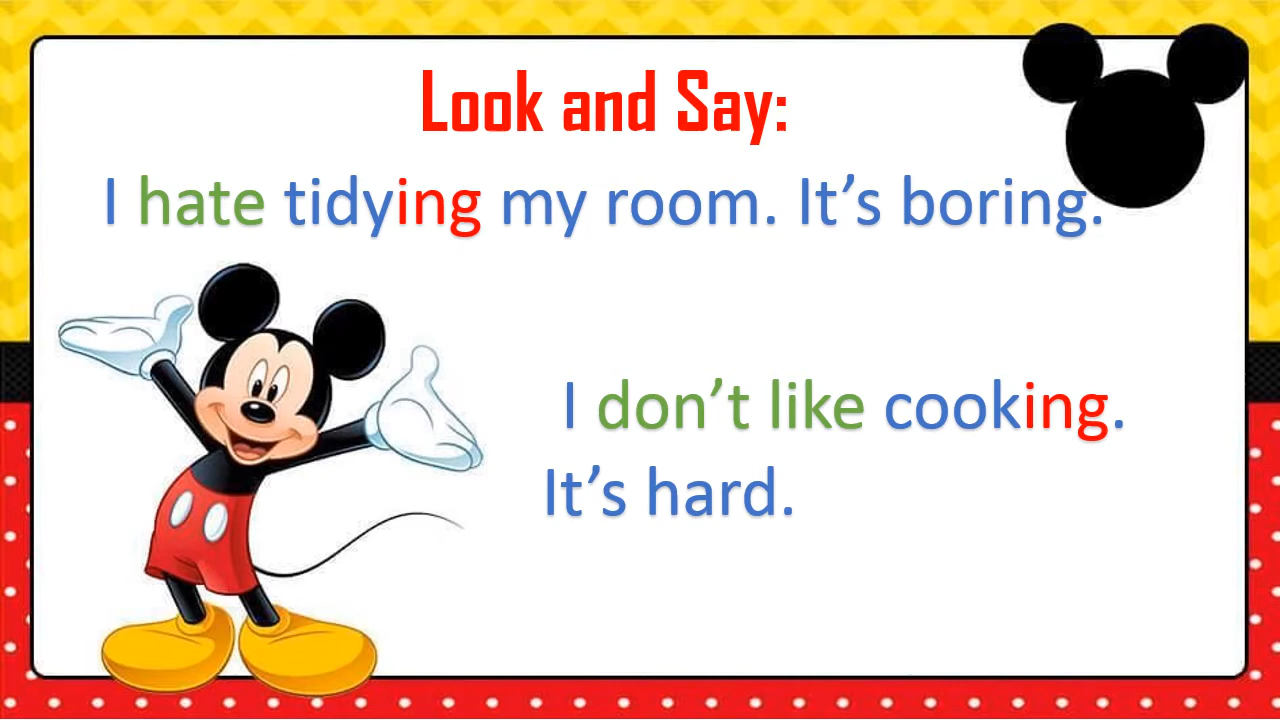 Look and Say:
I hate tidying my room. It’s boring.
I don’t like cooking.
It’s hard.